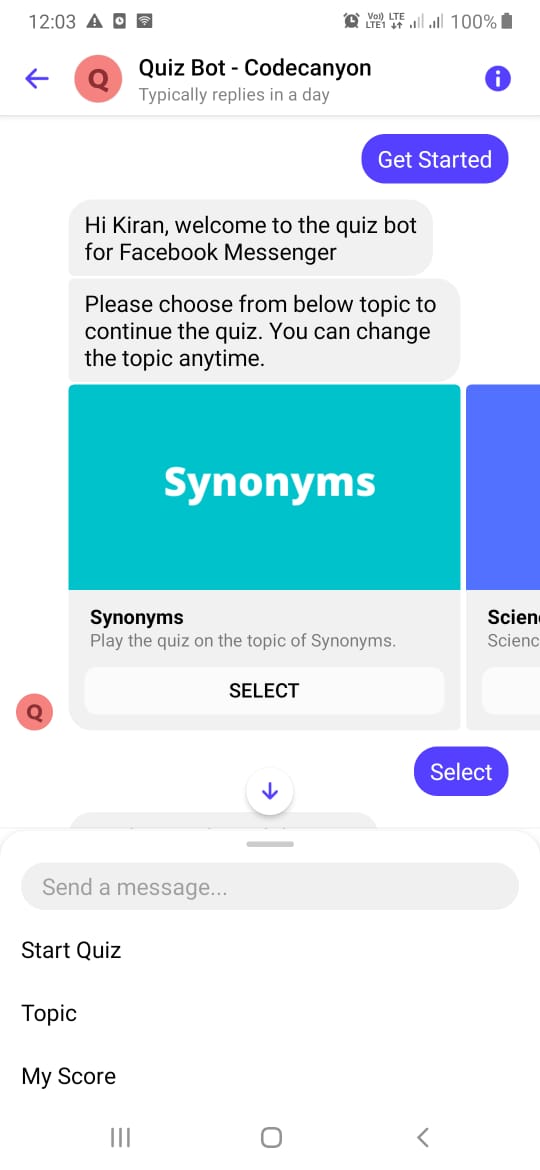 12:03
Vo) LTE
LTE1
100%
Q
Quiz Bot - Codecanyon
Typically replies in a day
Get Started
Hi Kiran, welcome to the quiz bot
for Facebook Messenger
Please choose from below topic to
continue the quiz. You can change
the topic anytime.
Synonyms
Synonyms
Play the quiz on the topic of Synonyms.
SELECT
Scien
Scienc
Q
Select
Send a message...
Start Quiz
Topic
My Score